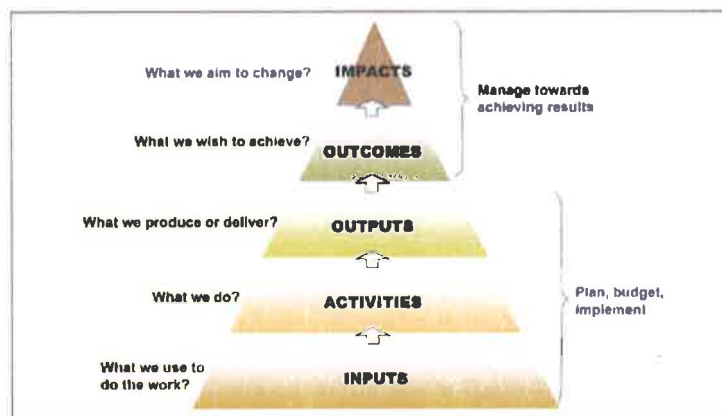 What we aim to change?
IMPACTS
Manage towards
achieving results
What we wish to achieve?
OUTCOMES
What we produce or deliver?
OUTPUTS
Plan, budget,
implement
What we do?
ACTIVITIES
What we use to
do the work?
INPUTS